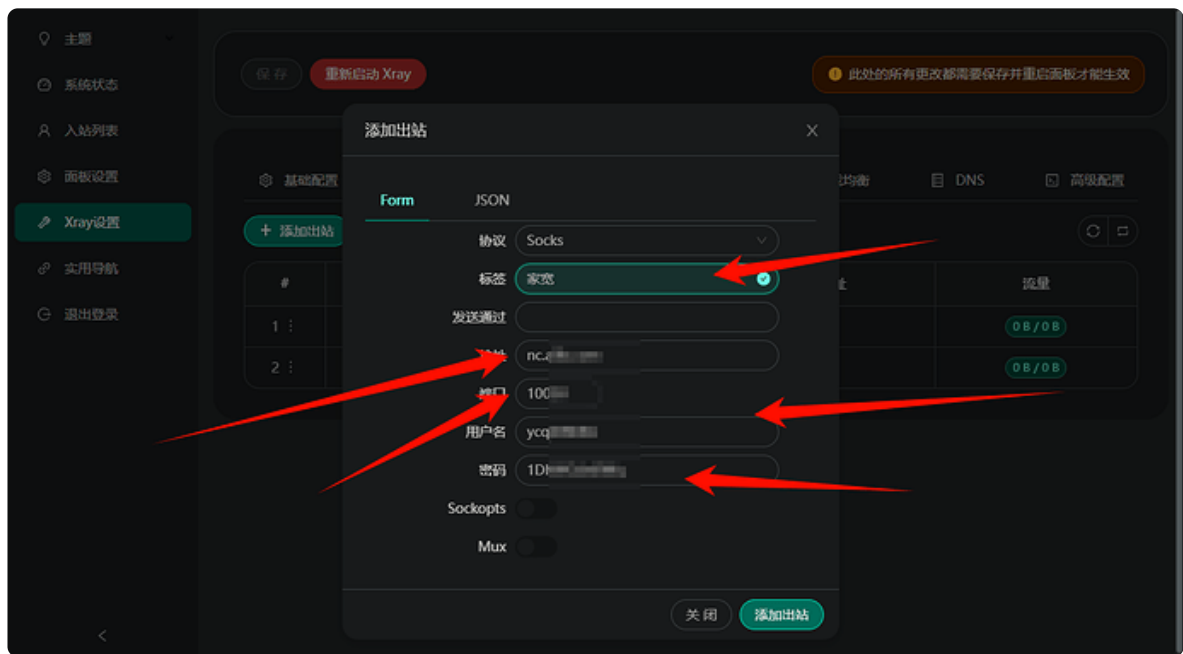 主题
系统状态
入站列表
面板设置
Xray设置
实用导航
退出登录
保存
重新启动 Xray
此处的所有更改都需要保存并重启面板才能生效
基础配置
均衡
DNS
高级配置
添加出站
#
流量
1
0 B / 0 B
2
0 B / 0 B
添加出站
Form
JSON
协议
Socks
标签
家宽
发送通过
nc.
端口
100
用户名
ycq
密码
1D
Sockopts
Mux
关闭
添加出站